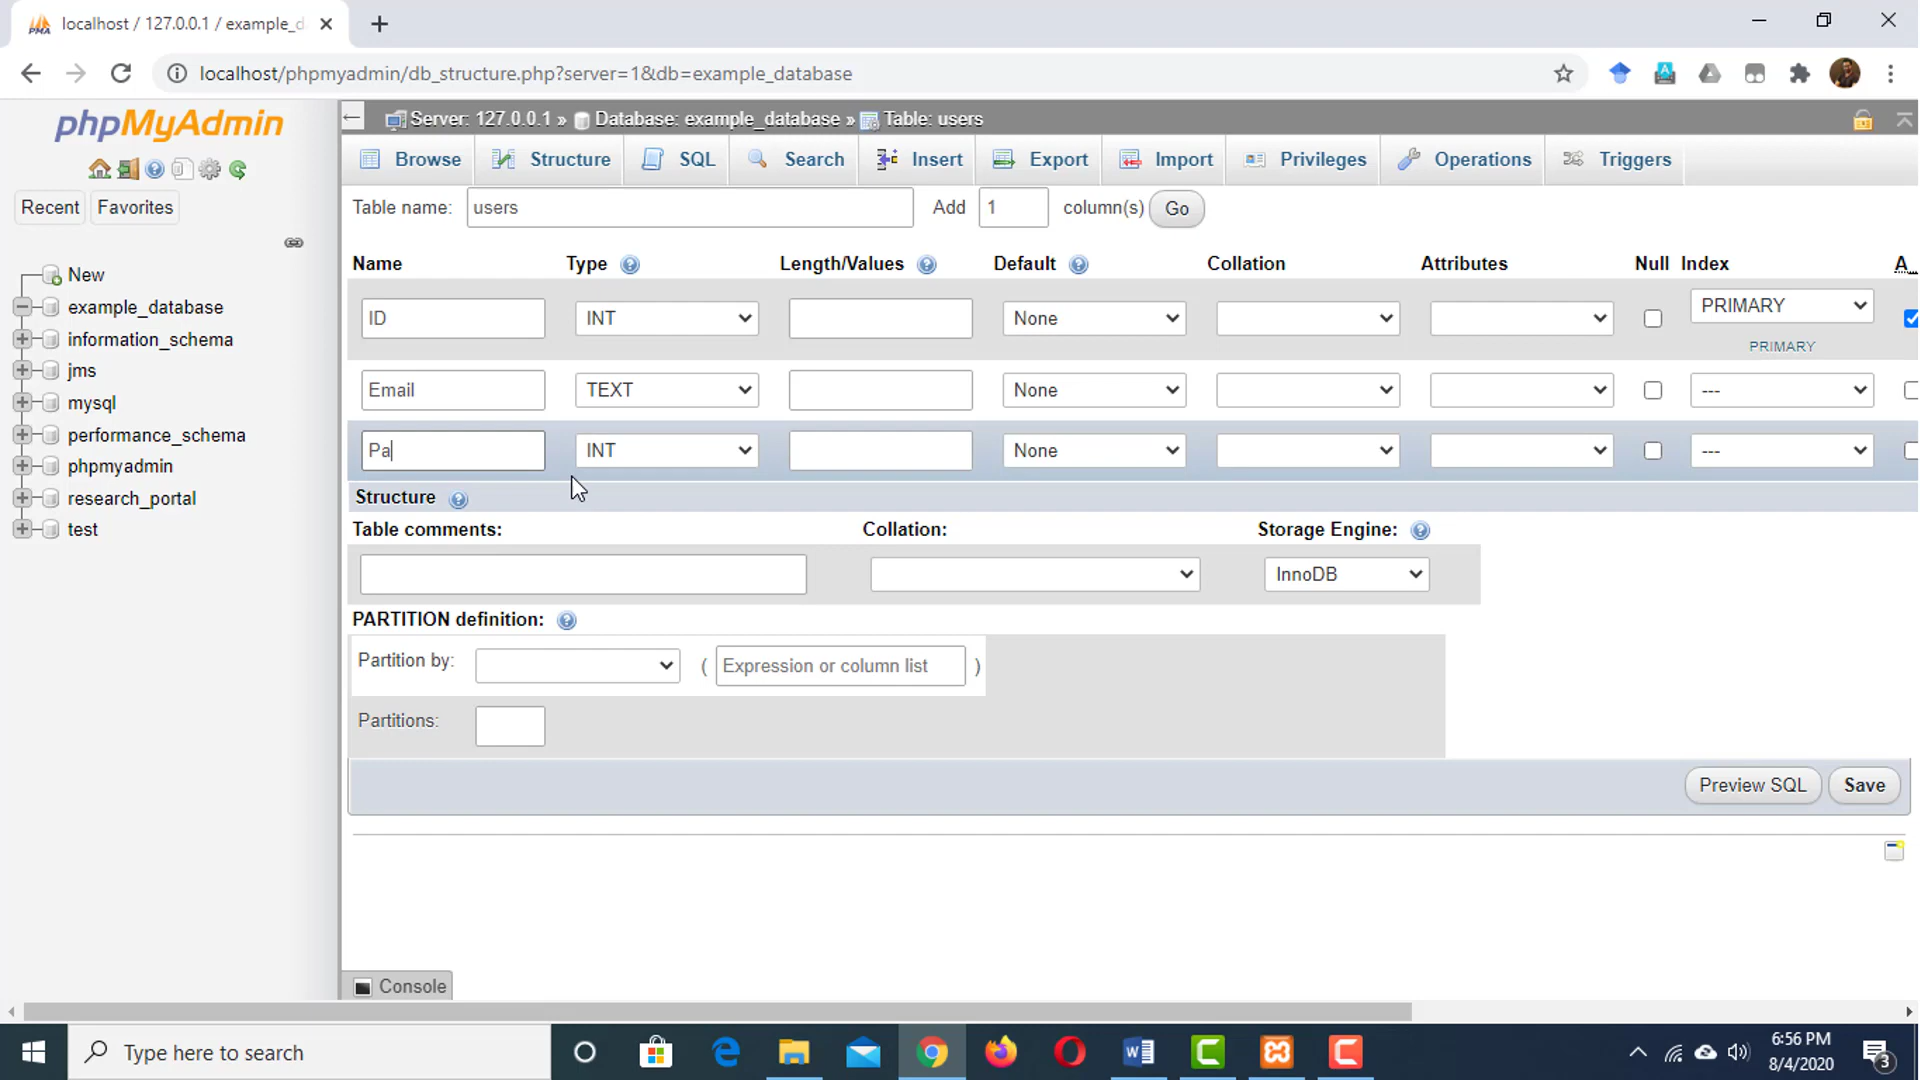 localhost / 127.0.0.1 / example_d
localhost/phpmyadmin/db_structure.php?server=1&db=example_database
phpMyAdmin
Recent
Favorites
New
example_database
information_schema
jms
mysql
performance_schema
phpmyadmin
research_portal
test
Server: 127.0.0.1 » Database: example_database » Table: users
Browse
Structure
SQL
Search
Insert
Export
Import
Privileges
Operations
Triggers
Table name: users Add 1 column(s) Go
Name Type Length/Values Default Collation Attributes Null Index A...
ID INT None PRIMARY
PRIMARY
Email TEXT None ---
Pa INT None ---
Structure
Table comments: Collation: Storage Engine:
InnoDB
PARTITION definition:
Partition by: ( Expression or column list )
Partitions:
Preview SQL Save
Console
Type here to search
6:56 PM
8/4/2020
3